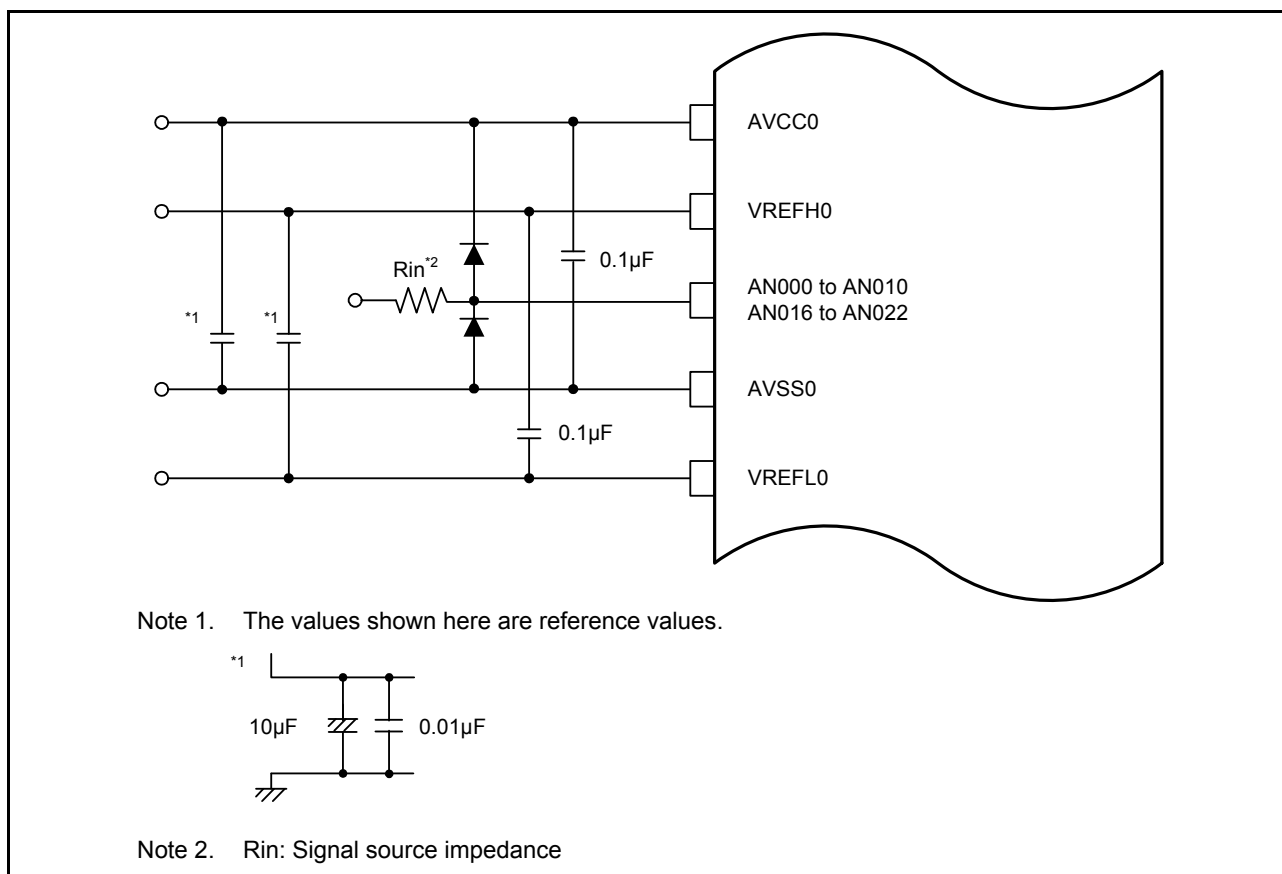 AVCC0
VREFH0
Rin*2
0.1µF
AN000 to AN010
AN016 to AN022
*1
*1
AVSS0
0.1µF
VREFL0
Note 1. The values shown here are reference values.
*1
10µF
0.01µF
Note 2. Rin: Signal source impedance